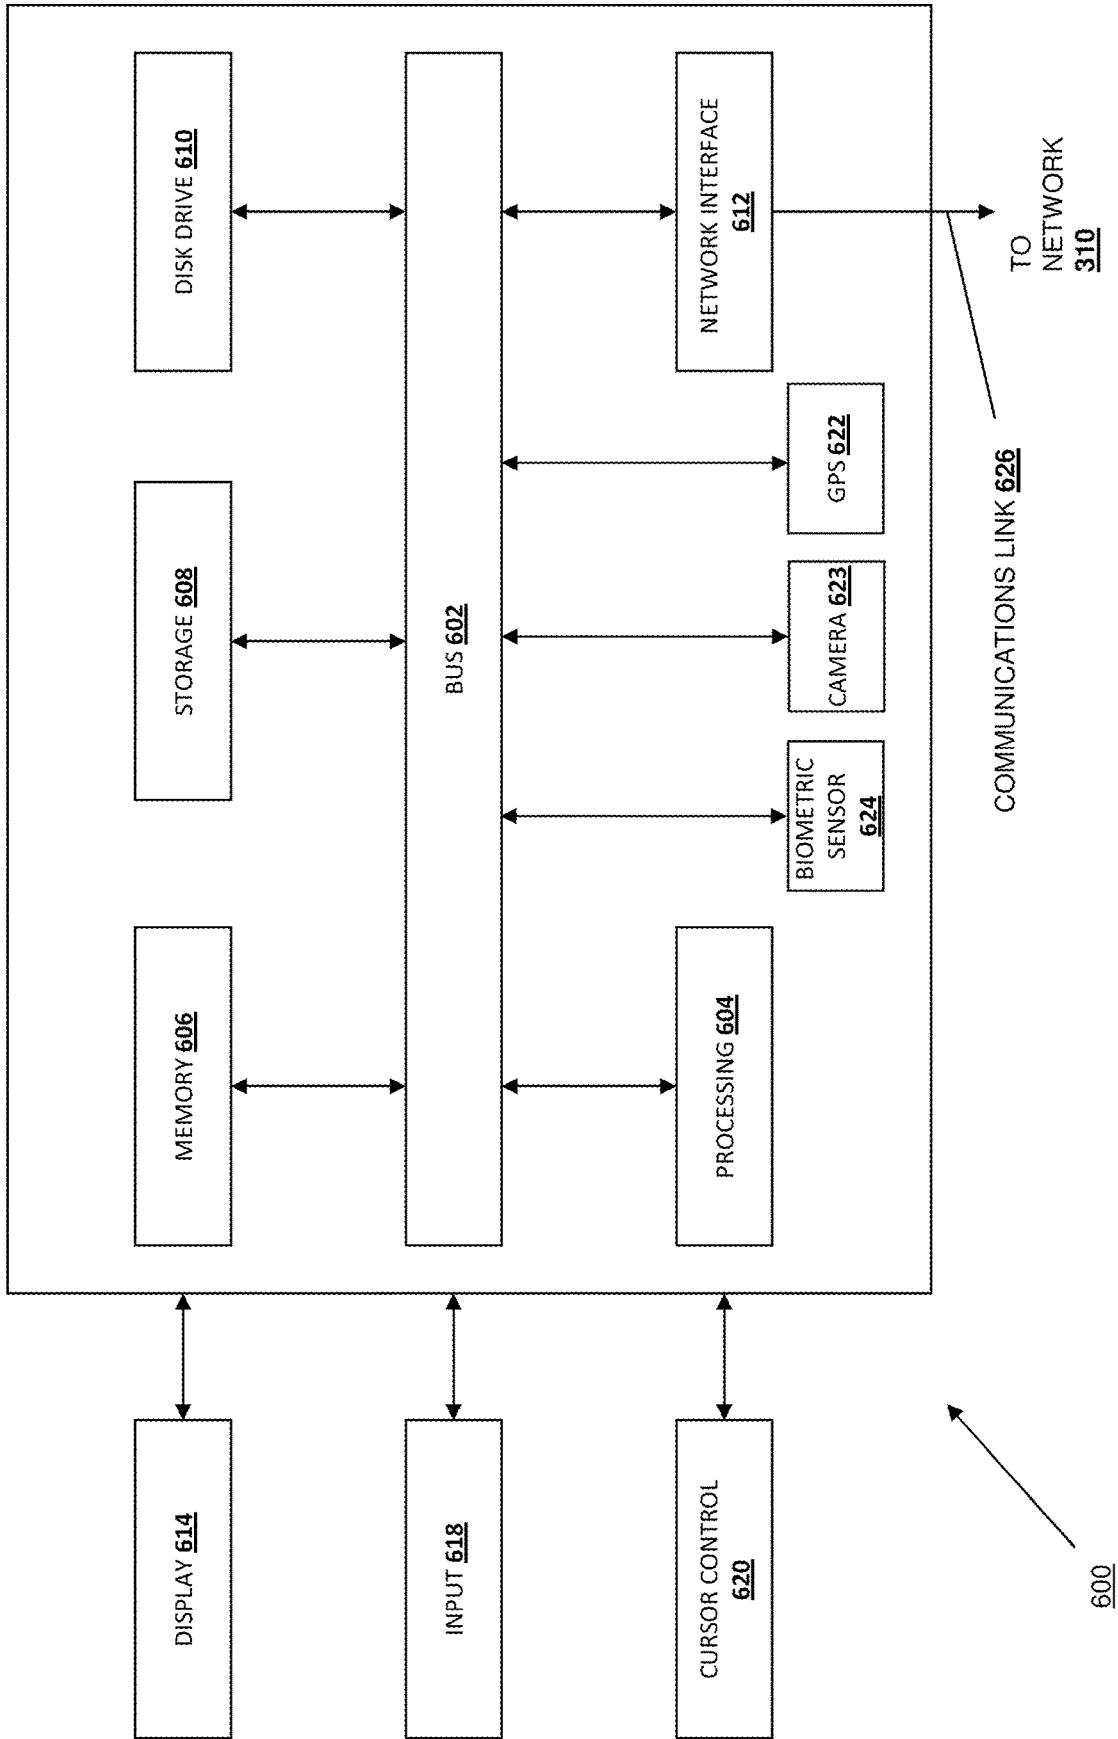 DISPLAY 614
MEMORY 606
STORAGE 608
DISK DRIVE 610
INPUT 618
BUS 602
CURSOR CONTROL
620
PROCESSING 604
NETWORK INTERFACE
612
BIOMETRIC
SENSOR
624
CAMERA 623
GPS 622
COMMUNICATIONS LINK 626
TO
NETWORK
310
600